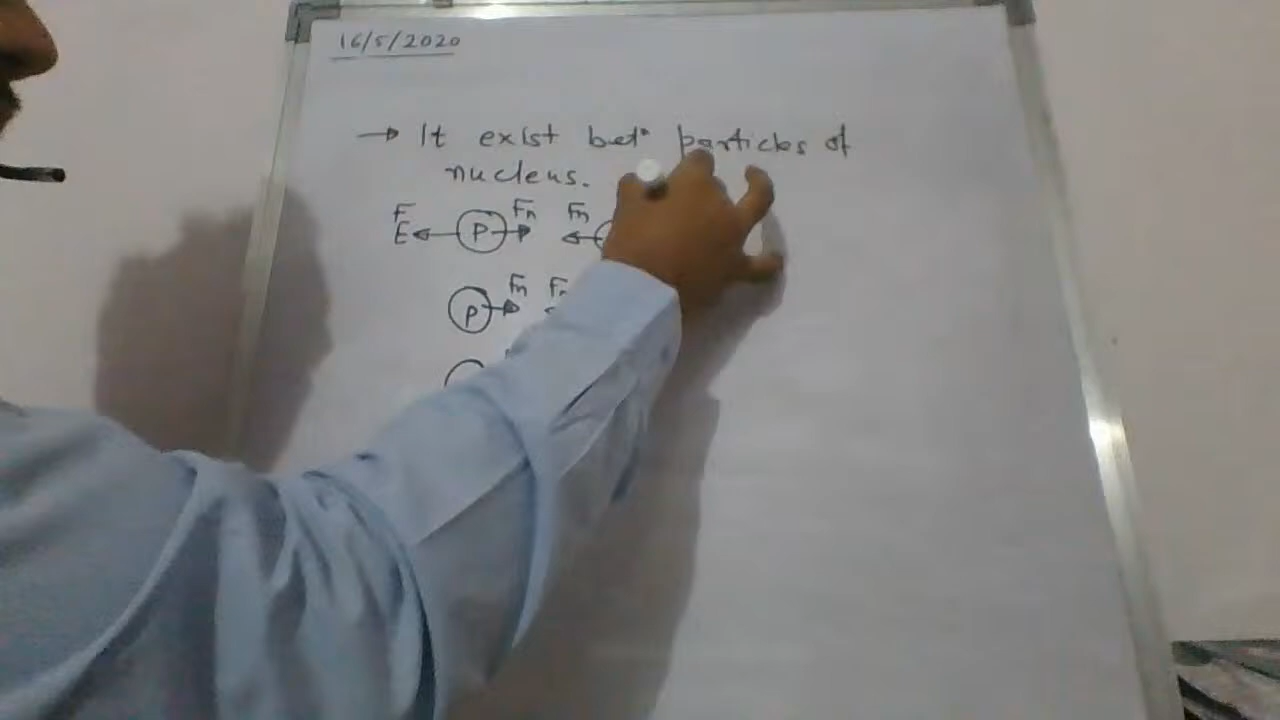 16/5/2020
→ It exist betn particles of
nucleus.
F Fn Fn
E P
Fn
P